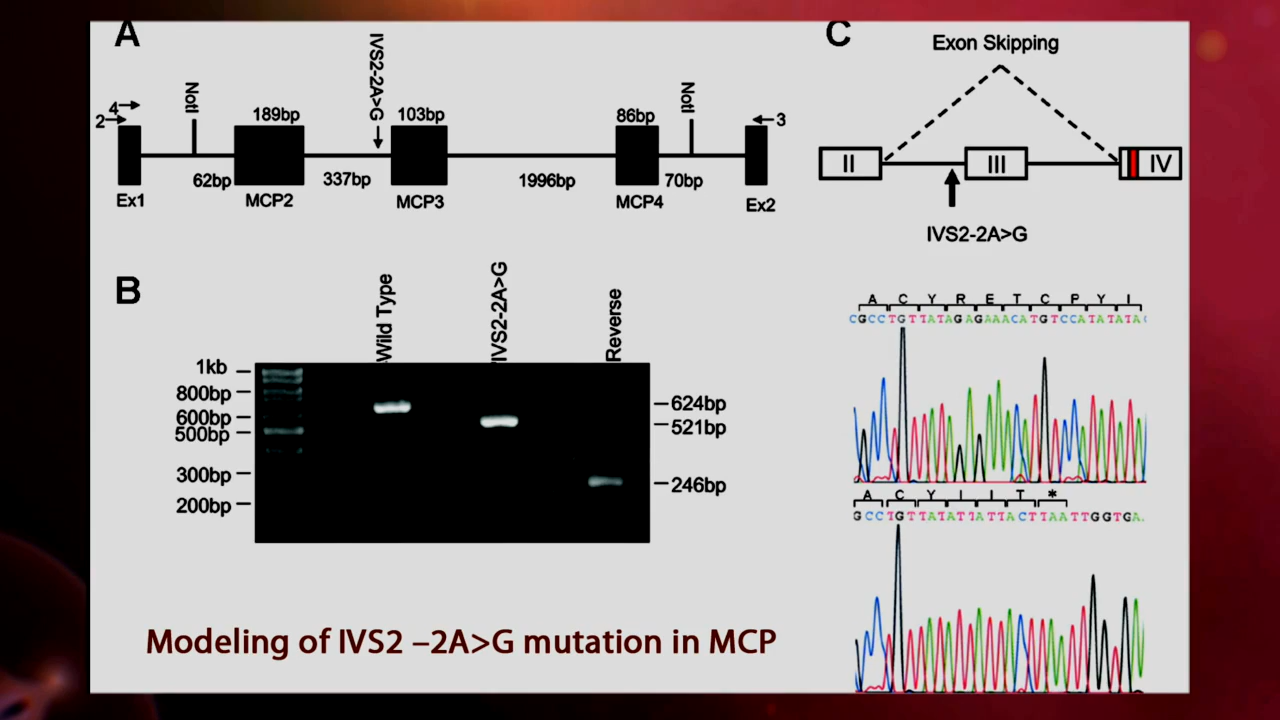 A
4
2
NotI
189bp
IVS2-2A>G
103bp
86bp
NotI
3
62bp
337bp
1996bp
70bp
Ex1
MCP2
MCP3
MCP4
Ex2
B
Wild Type
IVS2-2A>G
Reverse
1kb
800bp
600bp
500bp
300bp
200bp
624bp
521bp
246bp
C
Exon Skipping
II
III
IV
IVS2-2A>G
A C Y R E T C P Y I
CGCCTGTTATAGAGAAACATGTCCATATATA
A C Y I I T *
GCCTGTTATATTATTACTTAATTGGTGA
Modeling of IVS2 –2A>G mutation in MCP